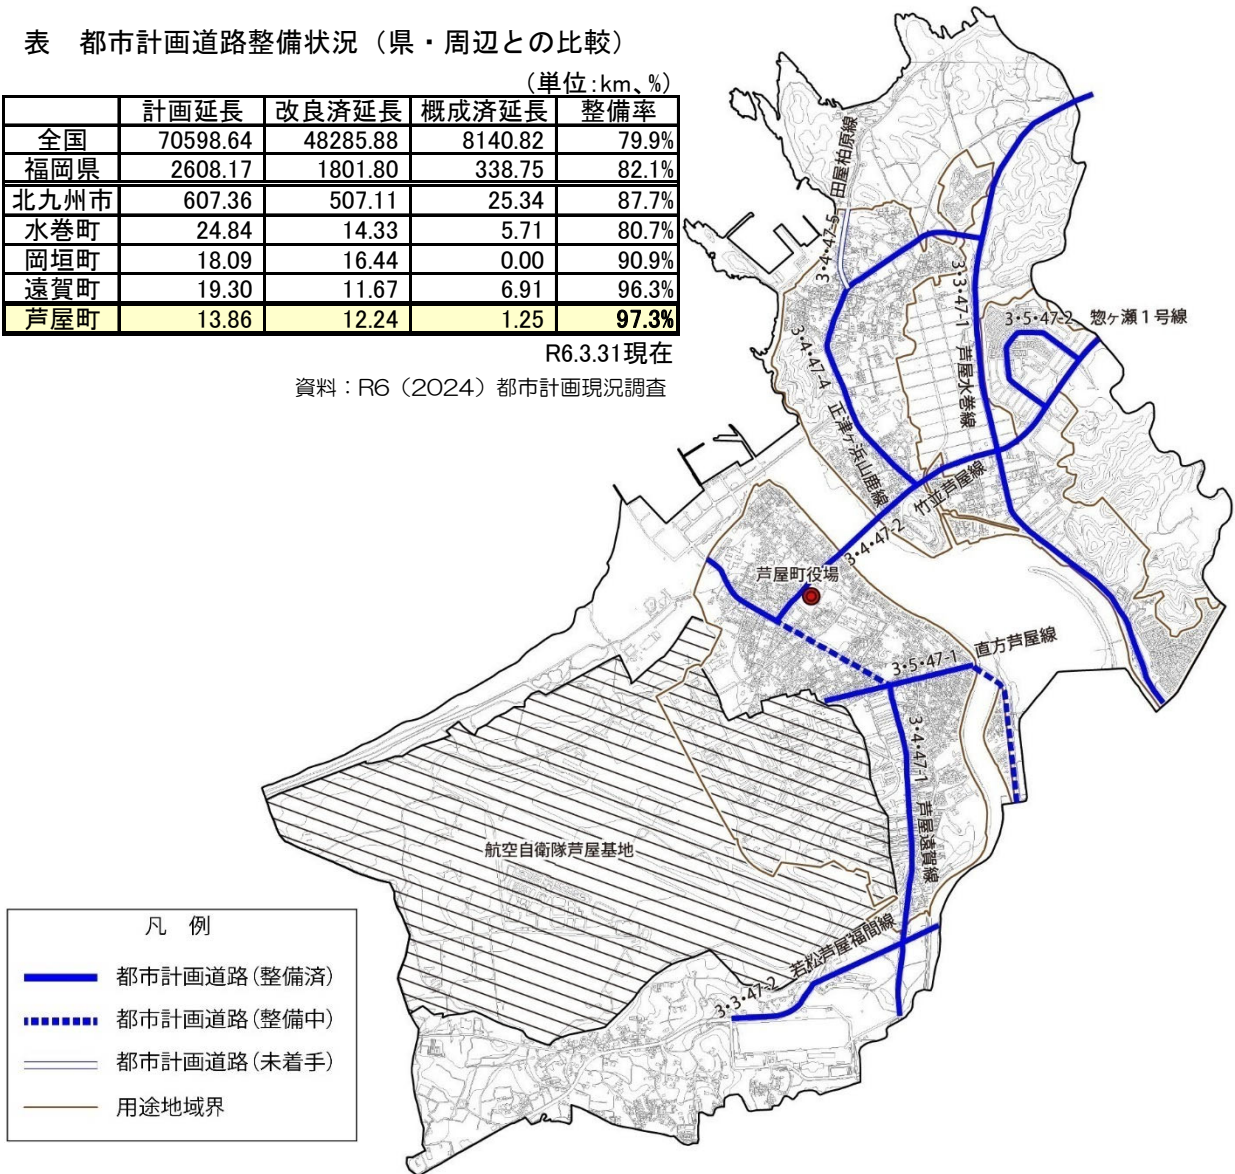 表 都市計画道路整備状況（県・周辺との比較）
（単位:km、%）
計画延長 改良済延長 概成済延長 整備率
全国 70598.64 48285.88 8140.82 79.9%
福岡県 2608.17 1801.80 338.75 82.1%
北九州市 607.36 507.11 25.34 87.7%
水巻町 24.84 14.33 5.71 80.7%
岡垣町 18.09 16.44 0.00 90.9%
遠賀町 19.30 11.67 6.91 96.3%
芦屋町 13.86 12.24 1.25 97.3%
R6.3.31現在
資料：R6（2024）都市計画現況調査
3・4・47-5 田屋柏原線
3・3・47-1 芦屋水巻線
3・5・47-2 惣ヶ瀬１号線
3・4・47-4 正津ヶ浜山鹿線
3・4・47-2 竹並芦屋線
芦屋町役場
3・5・47-1 直方芦屋線
3・4・47-1 芦屋遠賀線
航空自衛隊芦屋基地
3・3・47-2 若松芦屋福間線
凡 例
都市計画道路（整備済）
都市計画道路（整備中）
都市計画道路（未着手）
用途地域界